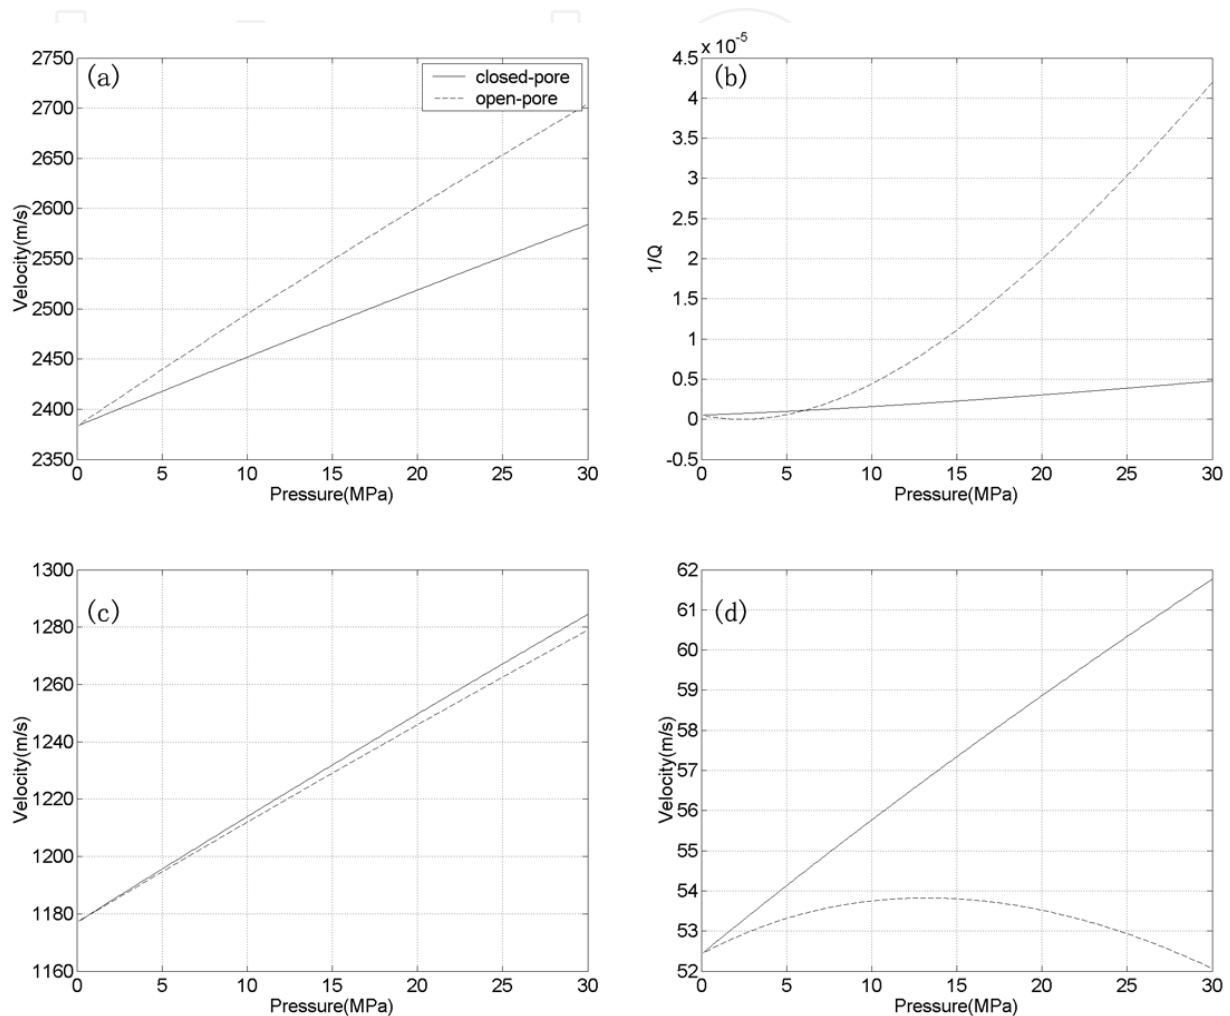 (a)
2750
2700
2650
2600
2550
2500
2450
2400
2350
Velocity(m/s)
closed-pore
open-pore
0 5 10 15 20 25 30
Pressure(MPa)
(b)
x 10^-5
4.5
4
3.5
3
2.5
2
1.5
1
0.5
0
-0.5
1/Q
0 5 10 15 20 25 30
Pressure(MPa)
(c)
1300
1280
1260
1240
1220
1200
1180
1160
Velocity(m/s)
0 5 10 15 20 25 30
Pressure(MPa)
(d)
62
61
60
59
58
57
56
55
54
53
52
Velocity(m/s)
0 5 10 15 20 25 30
Pressure(MPa)